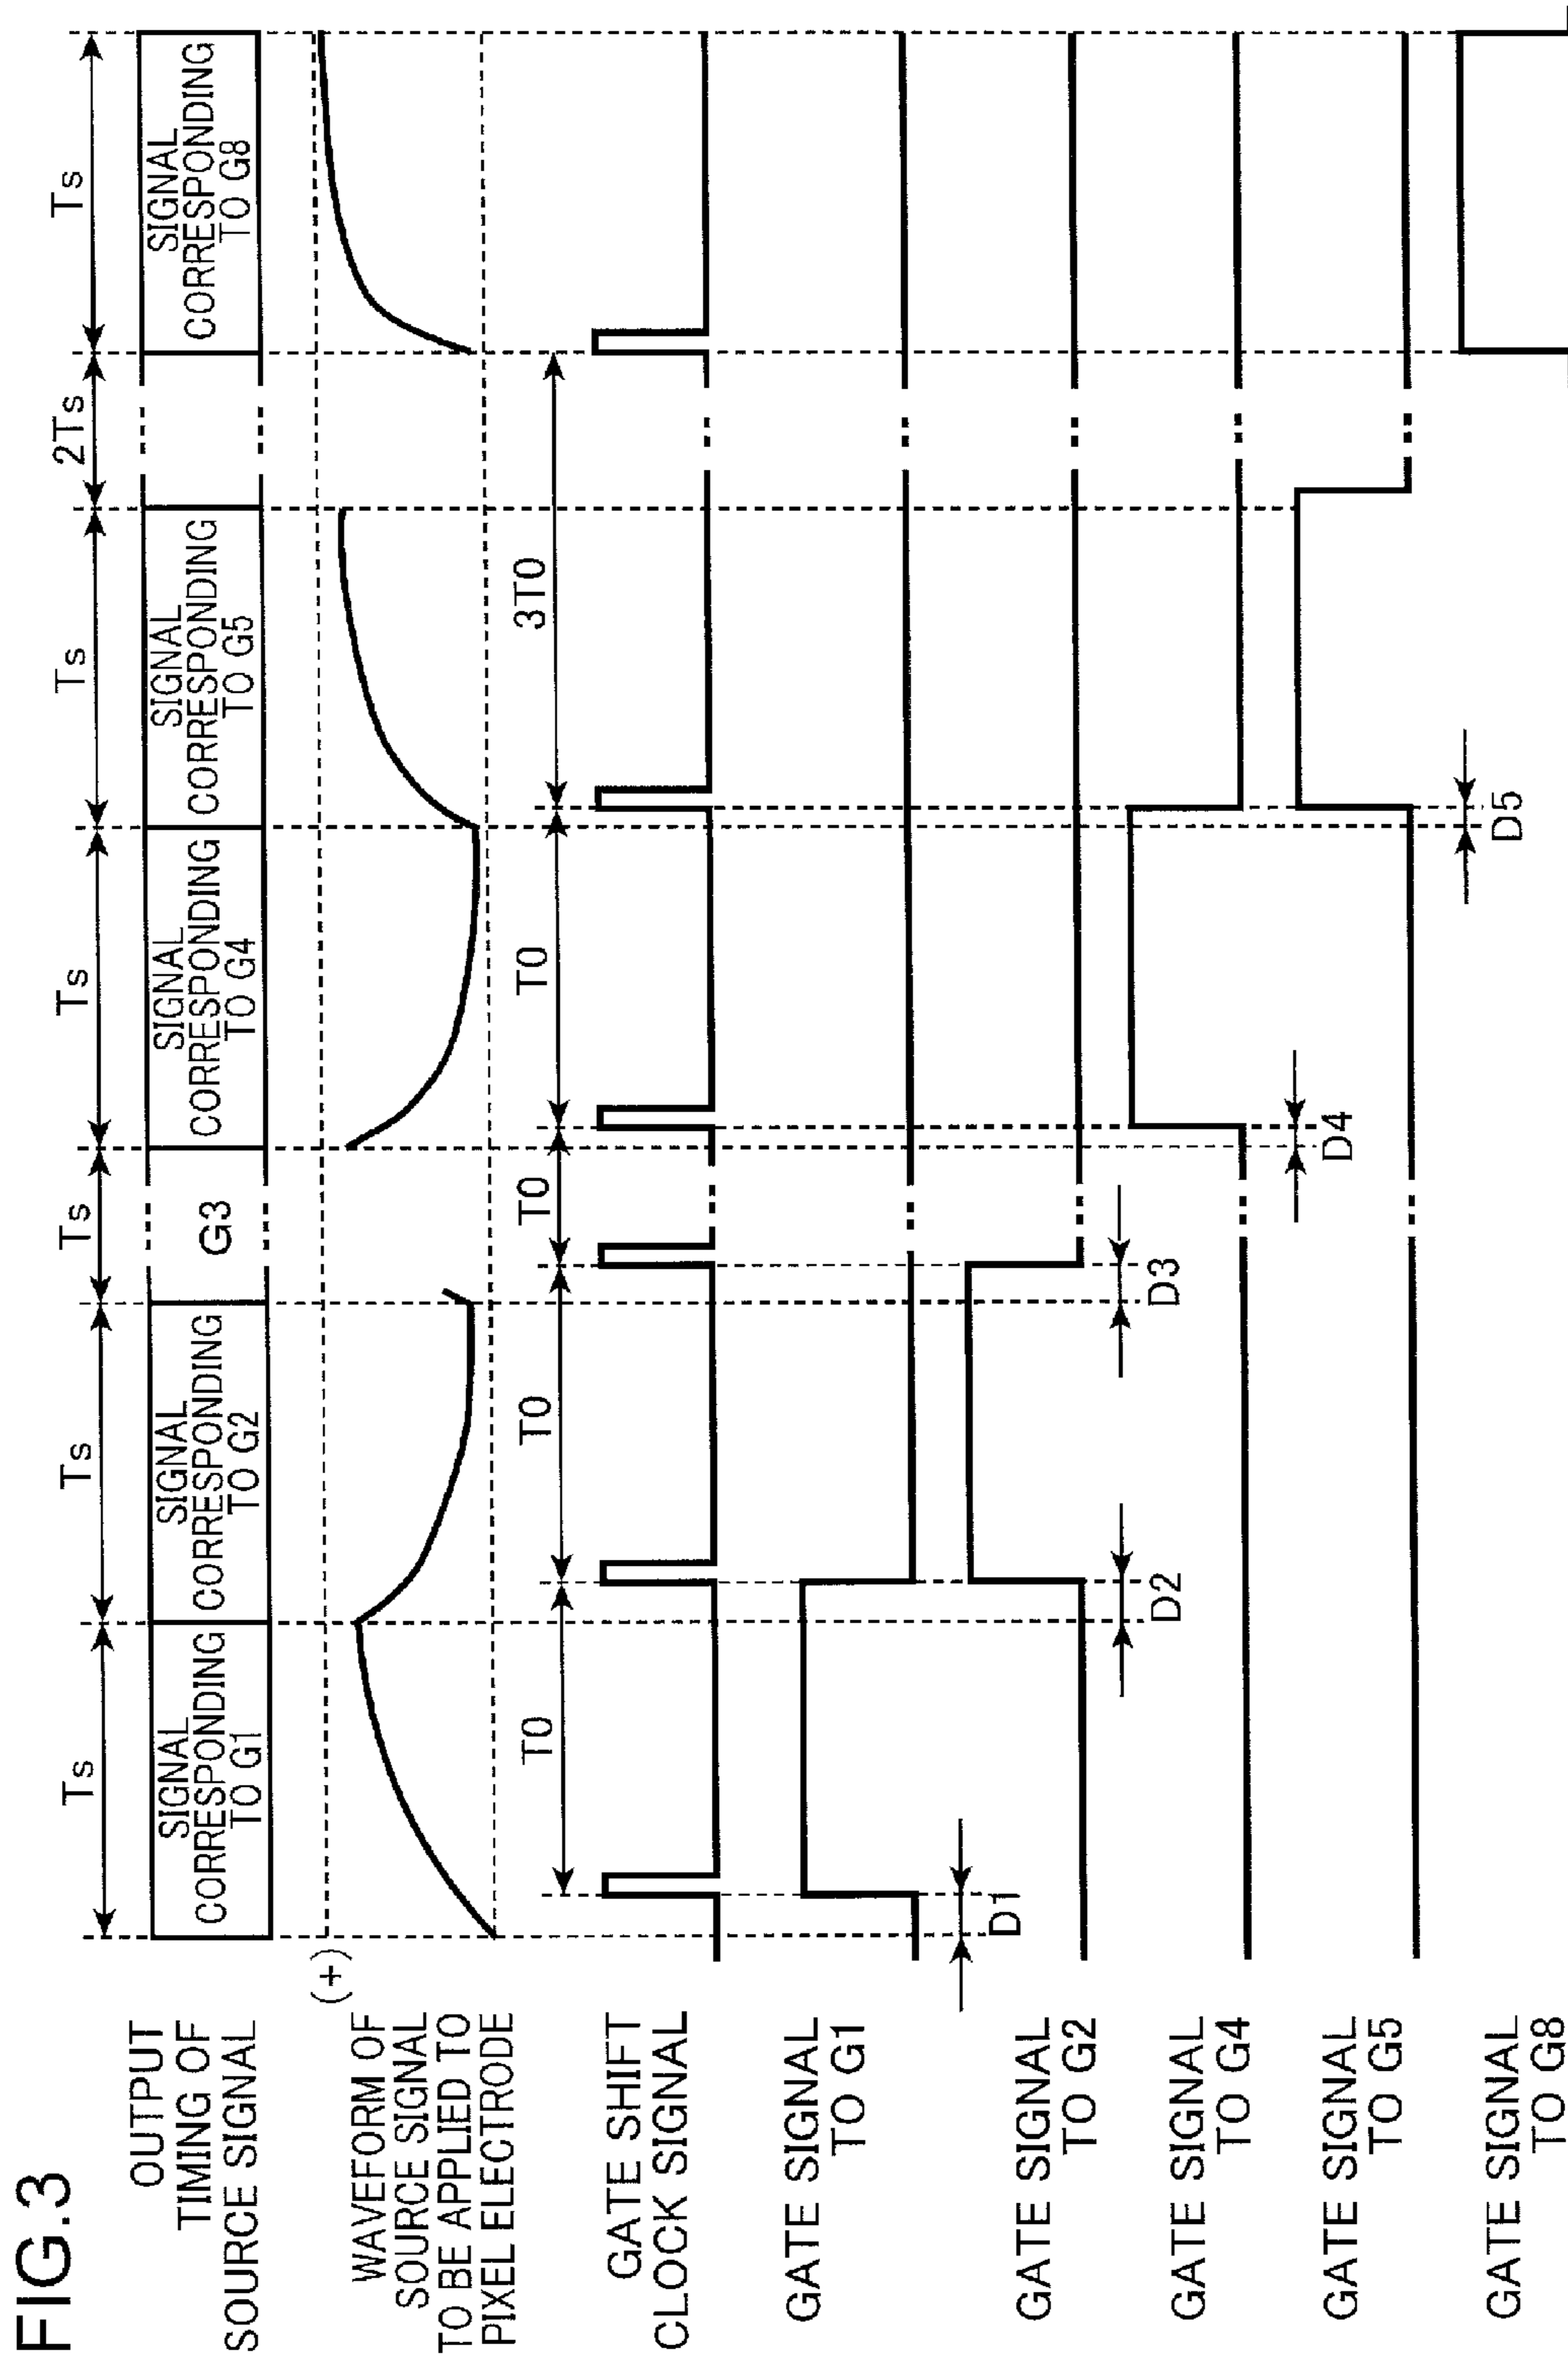 FIG.3
OUTPUT
TIMING OF
SOURCE SIGNAL
Ts
Ts
Ts
Ts
Ts
2Ts
Ts
SIGNAL
CORRESPONDING
TO G1
SIGNAL
CORRESPONDING
TO G2
G3
SIGNAL
CORRESPONDING
TO G4
SIGNAL
CORRESPONDING
TO G5
SIGNAL
CORRESPONDING
TO G8
(+)
WAVEFORM OF
SOURCE SIGNAL
TO BE APPLIED TO
PIXEL ELECTRODE
T0
T0
T0
T0
3T0
GATE SHIFT
CLOCK SIGNAL
GATE SIGNAL
TO G1
D1
GATE SIGNAL
TO G2
D2
D3
GATE SIGNAL
TO G4
D4
GATE SIGNAL
TO G5
D5
GATE SIGNAL
TO G8